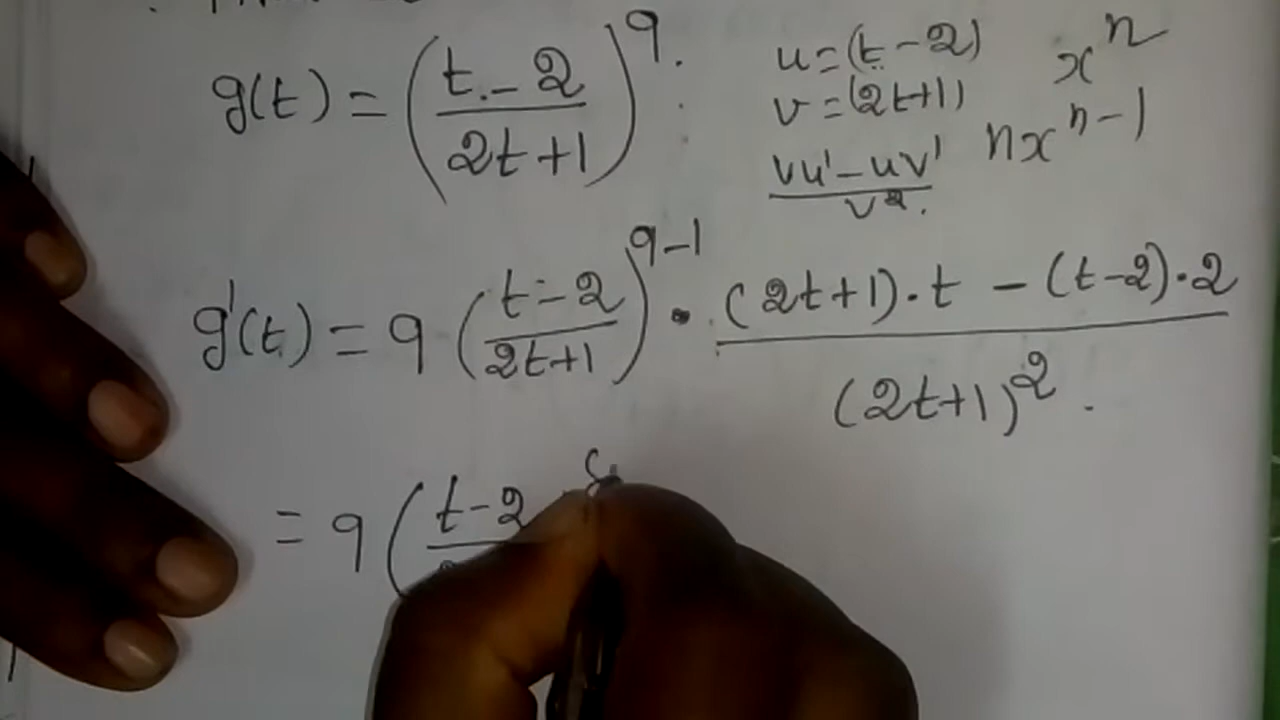 g(t) = ((t-2)/(2t+1))^9.
u = (t-2)
v = (2t+1)
(vu' - uv')/v².
x^n
nx^(n-1)
g'(t) = 9((t-2)/(2t+1))^(9-1) · ((2t+1)·t - (t-2)·2)/(2t+1)².
= 9(t-2